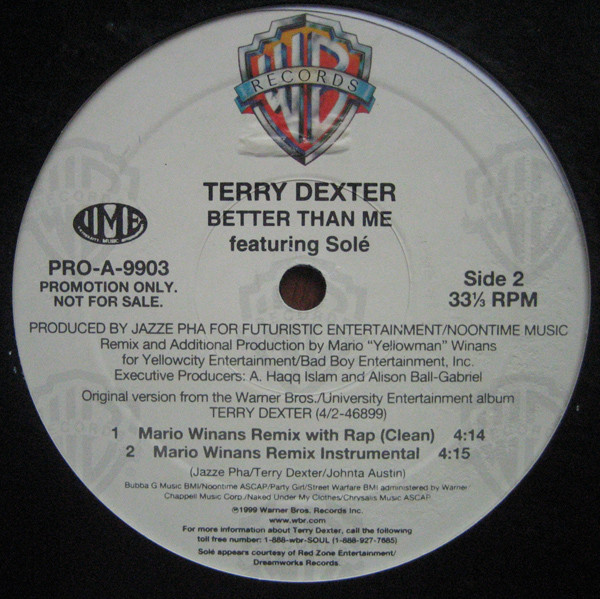 WB
RECORDS
TERRY DEXTER
BETTER THAN ME
featuring Solé
UME
PRO-A-9903
PROMOTION ONLY.
NOT FOR SALE.
Side 2
33⅓ RPM
PRODUCED BY JAZZE PHA FOR FUTURISTIC ENTERTAINMENT/NOONTIME MUSIC
Remix and Additional Production by Mario "Yellowman" Winans
for Yellowcity Entertainment/Bad Boy Entertainment, Inc.
Executive Producers: A. Haqq Islam and Alison Ball-Gabriel
Original version from the Warner Bros./University Entertainment album
TERRY DEXTER (4/2-46899)
1 Mario Winans Remix with Rap (Clean) 4:14
2 Mario Winans Remix Instrumental 4:15
(Jazze Pha/Terry Dexter/Johnta Austin)
Bubba G Music BMI/Noontime ASCAP/Party Girl/Street Warfare BMI administered by Warner
Chappell Music Corp./Naked Under My Clothes/Chrysalis Music ASCAP
℗1999 Warner Bros. Records Inc.
www.wbr.com
For more information about Terry Dexter, call the following
toll free number: 1-888-wbr-SOUL (1-888-927-7685)
Solé appears courtesy of Red Zone Entertainment/
Dreamworks Records.